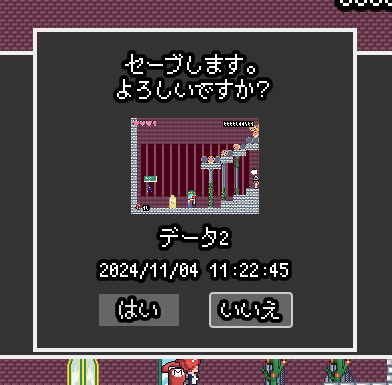 セーブします。
よろしいですか?
データ2
2024/11/04 11:22:45
はい
いいえ